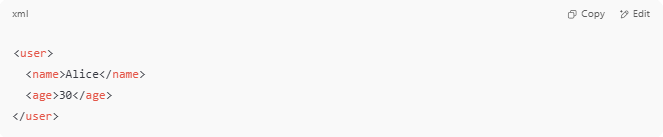 xml Copy Edit
<user>
  <name>Alice</name>
  <age>30</age>
</user>